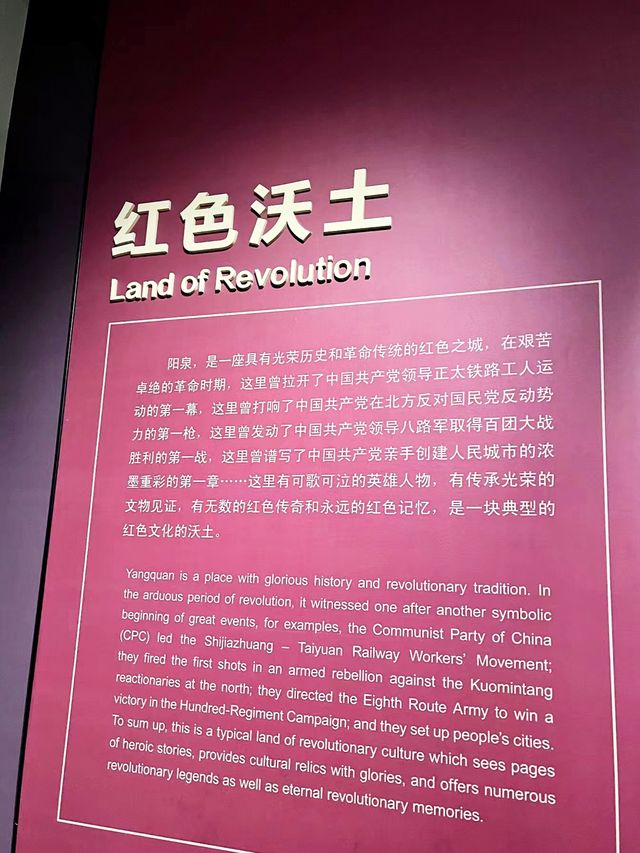 红色沃土
Land of Revolution
阳泉，是一座具有光荣历史和革命传统的红色之城，在艰苦
卓绝的革命时期，这里曾拉开了中国共产党领导正太铁路工人运
动的第一幕，这里曾打响了中国共产党在北方反对国民党反动势
力的第一枪，这里曾发动了中国共产党领导八路军取得百团大战
胜利的第一战，这里曾谱写了中国共产党亲手创建人民城市的浓
墨重彩的第一章……这里有可歌可泣的英雄人物，有传承光荣的
文物见证，有无数的红色传奇和永远的红色记忆，是一块典型的
红色文化的沃土。
Yangquan is a place with glorious history and revolutionary tradition. In
the arduous period of revolution, it witnessed one after another symbolic
beginning of great events, for examples, the Communist Party of China
(CPC) led the Shijiazhuang – Taiyuan Railway Workers' Movement;
they fired the first shots in an armed rebellion against the Kuomintang
reactionaries at the north; they directed the Eighth Route Army to win a
victory in the Hundred-Regiment Campaign; and they set up people's cities.
To sum up, this is a typical land of revolutionary culture which sees pages
of heroic stories, provides cultural relics with glories, and offers numerous
revolutionary legends as well as eternal revolutionary memories.